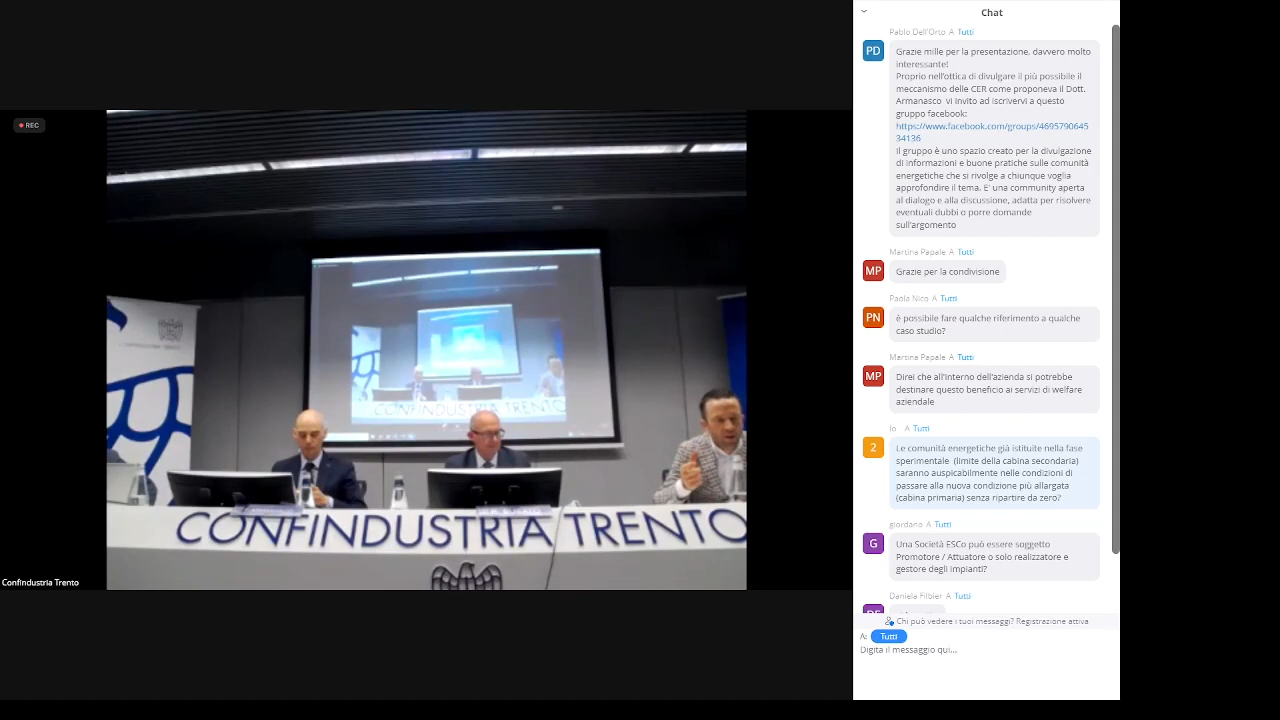 REC
CONFINDUSTRIA TRENTO
CONFINDUSTRIA TRENTO
Confindustria Trento
Chat
Pablo Dell'Orto A Tutti
PD
Grazie mille per la presentazione, davvero molto
interessante!
Proprio nell'ottica di divulgare il più possibile il
meccanismo delle CER come proponeva il Dott.
Armanasco vi invito ad iscrivervi a questo
gruppo facebook:
https://www.facebook.com/groups/4695790645
34136
Il gruppo è uno spazio creato per la divulgazione
di informazioni e buone pratiche sulle comunità
energetiche che si rivolge a chiunque voglia
approfondire il tema. E' una community aperta
al dialogo e alla discussione, adatta per risolvere
eventuali dubbi o porre domande
sull'argomento
Martina Papale A Tutti
MP
Grazie per la condivisione
Paola Nico A Tutti
PN
è possibile fare qualche riferimento a qualche
caso studio?
Martina Papale A Tutti
MP
Direi che all'interno dell'azienda si potrebbe
destinare questo beneficio ai servizi di welfare
aziendale
Io A Tutti
2
Le comunità energetiche già istituite nella fase
sperimentale (limite della cabina secondaria)
saranno auspicabilmente nelle condizioni di
passare alla nuova condizione più allargata
(cabina primaria) senza ripartire da zero?
giordano A Tutti
G
Una Società ESCo può essere soggetto
Promotore / Attuatore o solo realizzatore e
gestore degli impianti?
Daniela Filbier A Tutti
Chi può vedere i tuoi messaggi? Registrazione attiva
A: Tutti
Digita il messaggio qui...